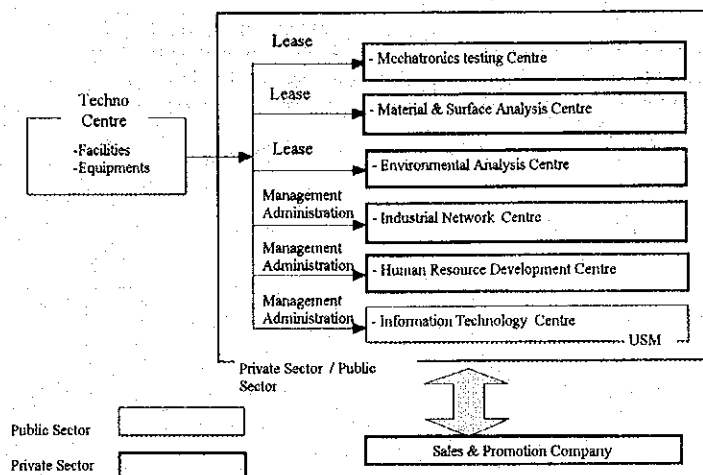 Techno
Centre
-Facilities
-Equipments
Lease
- Mechatronics testing Centre
Lease
- Material & Surface Analysis Centre
Lease
- Environmental Analysis Centre
Management
Administration
- Industrial Network Centre
Management
Administration
- Human Resource Development Centre
Management
Administration
- Information Technology Centre
USM
Private Sector / Public
Sector
Public Sector
Private Sector
Sales & Promotion Company